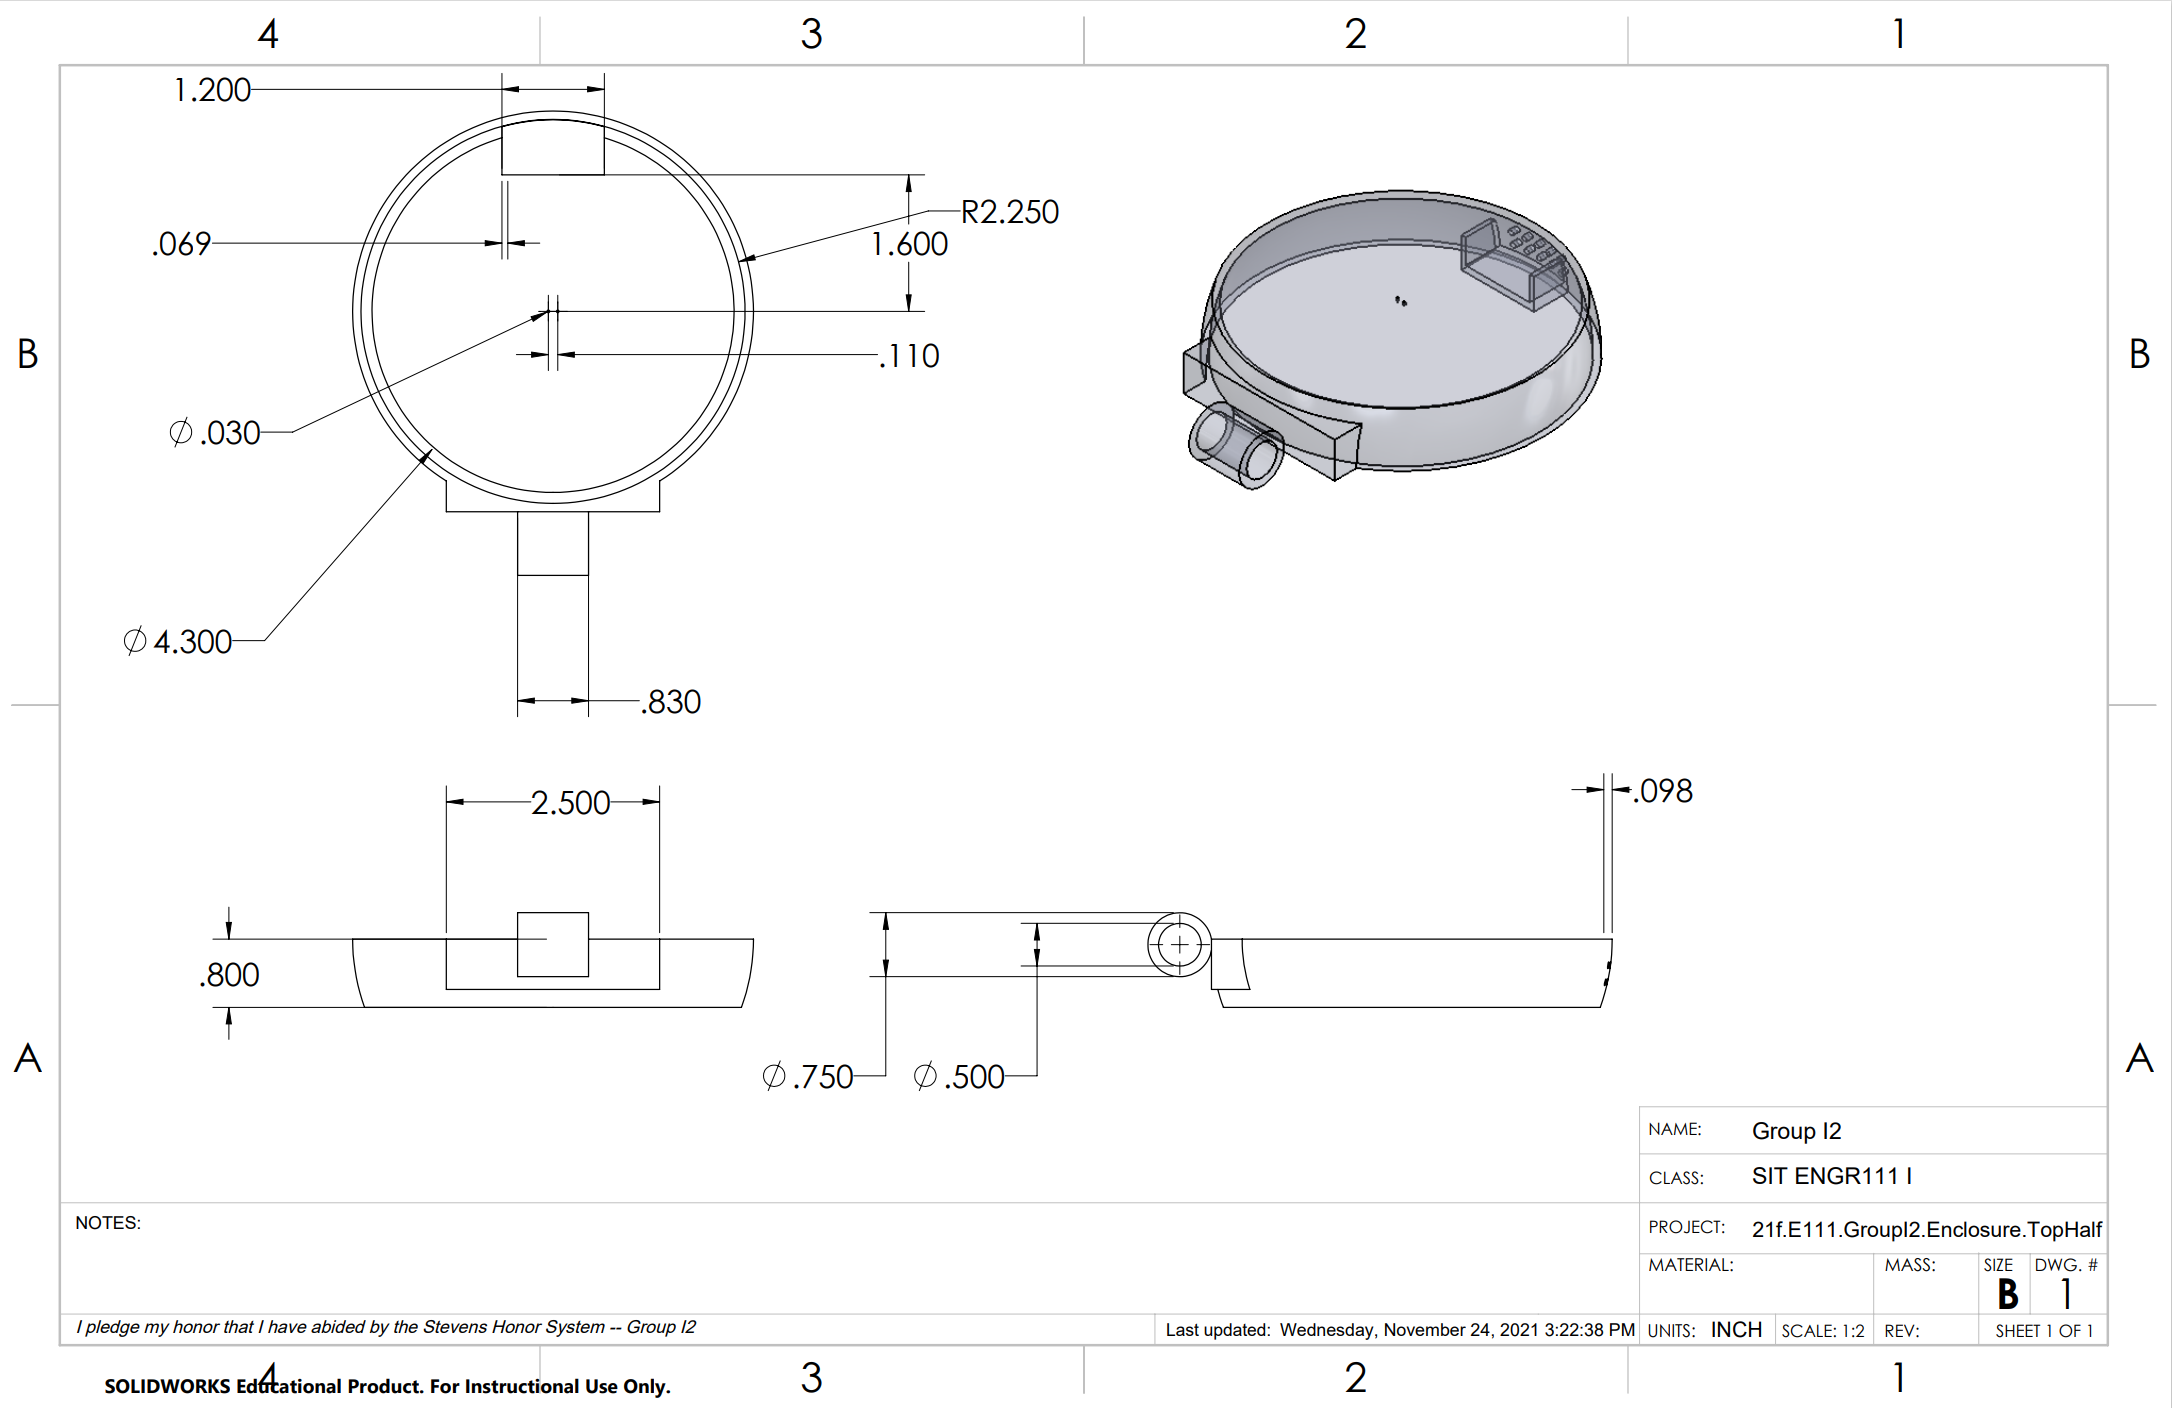 4 3 2 1
1.200
R2.250
.069
1.600
B B
.110
∅ .030
∅ 4.300
.830
2.500
.098
.800
A A
∅ .750 ∅ .500
NAME: Group I2
CLASS: SIT ENGR111 I
NOTES:
PROJECT: 21f.E111.GroupI2.Enclosure.TopHalf
MATERIAL: MASS: SIZE DWG. #
B 1
I pledge my honor that I have abided by the Stevens Honor System -- Group I2
Last updated: Wednesday, November 24, 2021 3:22:38 PM
UNITS: INCH SCALE: 1:2 REV: SHEET 1 OF 1
4 3 2 1
SOLIDWORKS Educational Product. For Instructional Use Only.